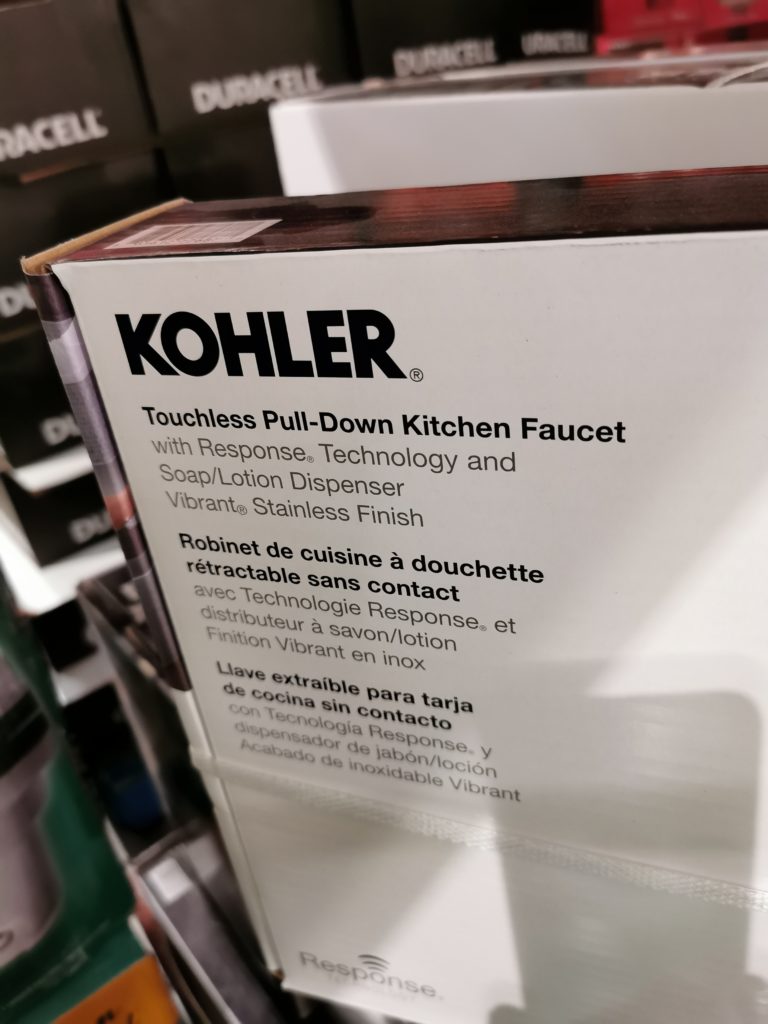 DURACELL
DURACELL
DURACELL
RACELL
KOHLER®
Touchless Pull-Down Kitchen Faucet
with Response® Technology and
Soap/Lotion Dispenser
Vibrant® Stainless Finish
Robinet de cuisine à douchette
rétractable sans contact
avec Technologie Response® et
distributeur à savon/lotion
Finition Vibrant en inox
Llave extraíble para tarja
de cocina sin contacto
con Tecnología Response® y
dispensador de jabón/loción
Acabado de inoxidable Vibrant
Response®